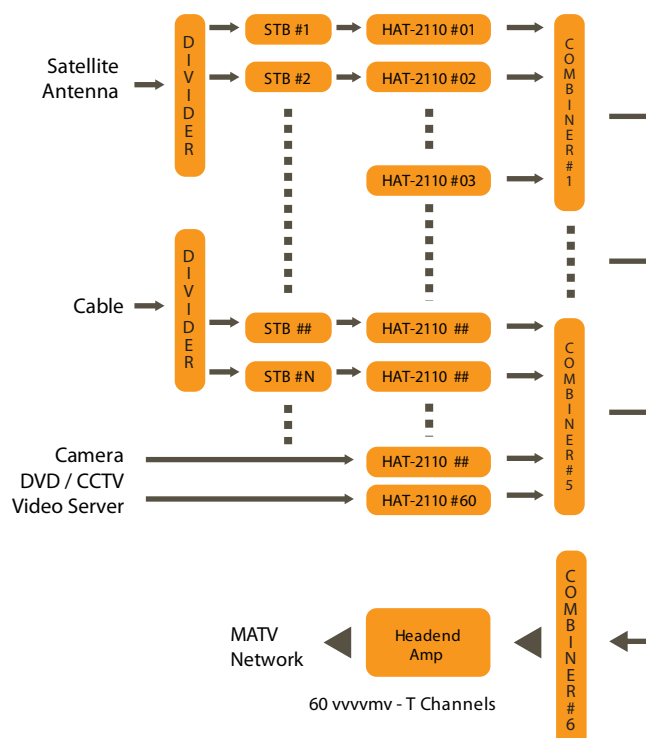 DIVIDER
STB #1
HAT-2110 #01
COMBINER#1
Satellite
Antenna
STB #2
HAT-2110 #02
HAT-2110 #03
DIVIDER
Cable
STB ##
HAT-2110 ##
COMBINER#5
STB #N
HAT-2110 ##
Camera
DVD / CCTV
Video Server
HAT-2110 ##
HAT-2110 #60
COMBINER#6
MATV
Network
Headend
Amp
60 vvvvmv - T Channels